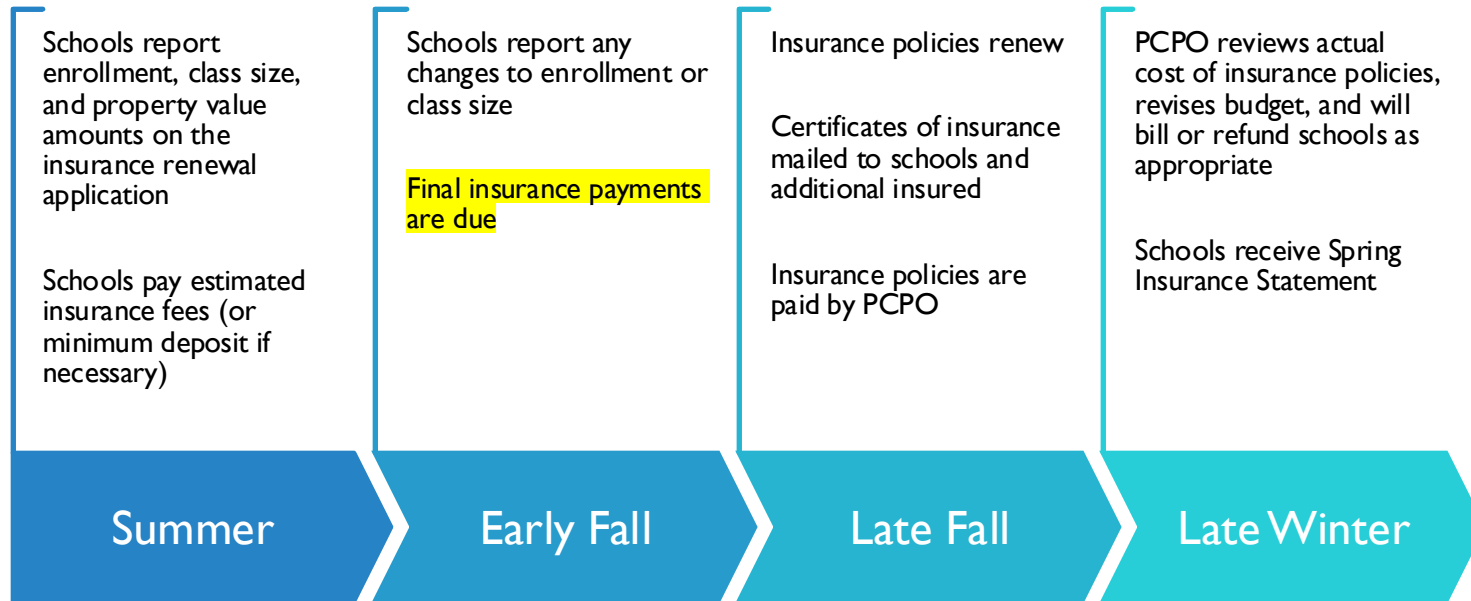 Schools report
enrollment, class size,
and property value
amounts on the
insurance renewal
application
Schools pay estimated
insurance fees (or
minimum deposit if
necessary)
Summer
Schools report any
changes to enrollment or
class size
Final insurance payments
are due
Early Fall
Insurance policies renew
Certificates of insurance
mailed to schools and
additional insured
Insurance policies are
paid by PCPO
Late Fall
PCPO reviews actual
cost of insurance policies,
revises budget, and will
bill or refund schools as
appropriate
Schools receive Spring
Insurance Statement
Late Winter